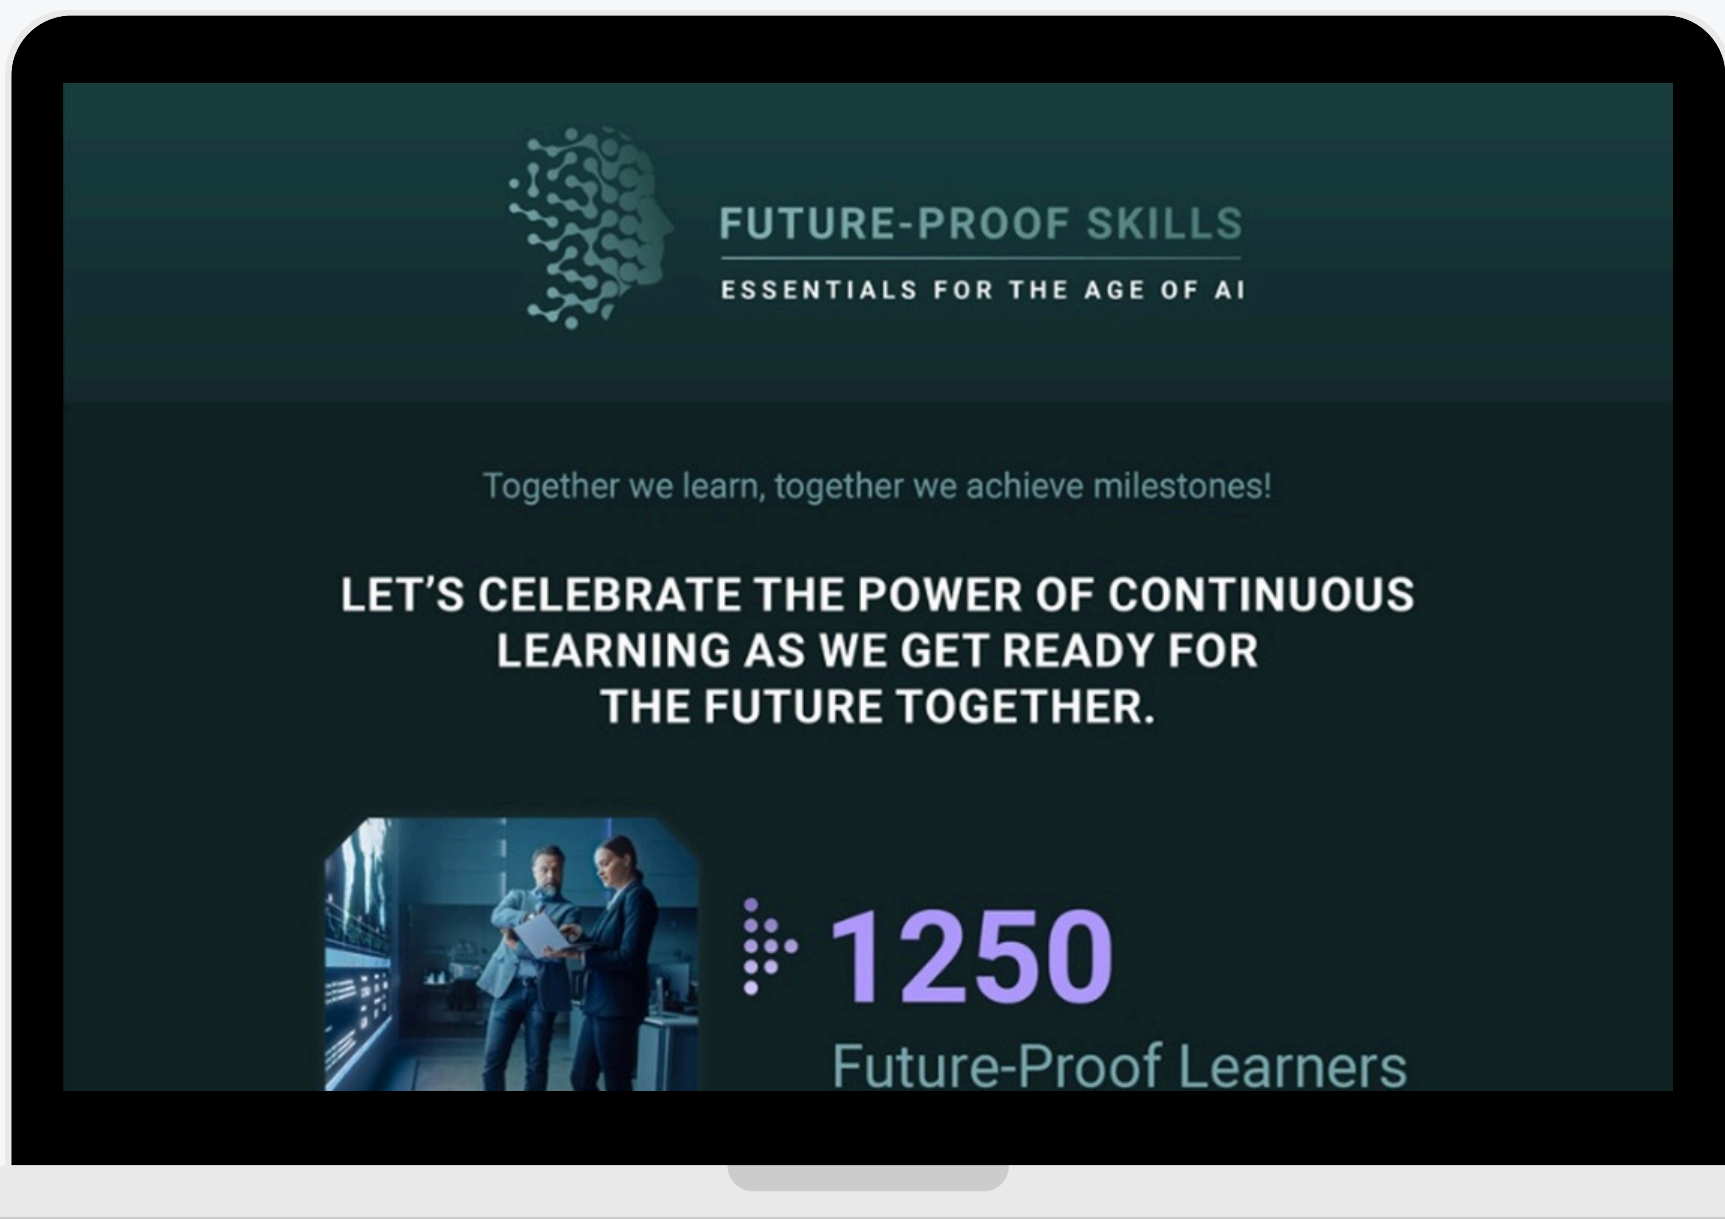 FUTURE-PROOF SKILLS
ESSENTIALS FOR THE AGE OF AI
Together we learn, together we achieve milestones!
LET’S CELEBRATE THE POWER OF CONTINUOUS
LEARNING AS WE GET READY FOR
THE FUTURE TOGETHER.
1250
Future-Proof Learners